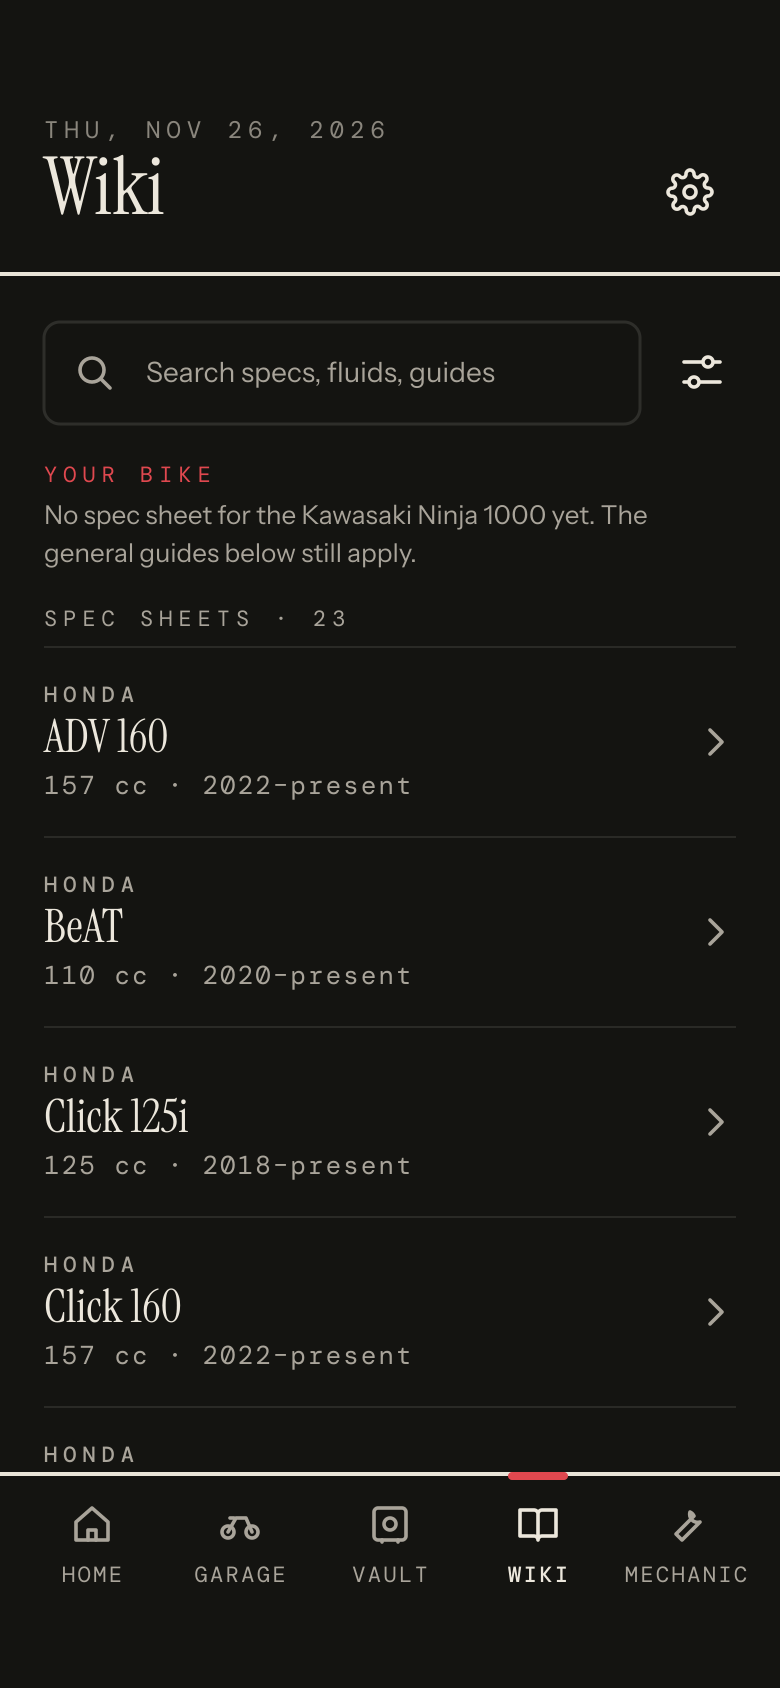 THU, NOV 26, 2026
Wiki
Search specs, fluids, guides
YOUR BIKE
No spec sheet for the Kawasaki Ninja 1000 yet. The
general guides below still apply.
SPEC SHEETS · 23
HONDA
ADV 160
157 cc · 2022–present
HONDA
BeAT
110 cc · 2020–present
HONDA
Click 125i
125 cc · 2018–present
HONDA
Click 160
157 cc · 2022–present
HONDA
HOME GARAGE VAULT WIKI MECHANIC